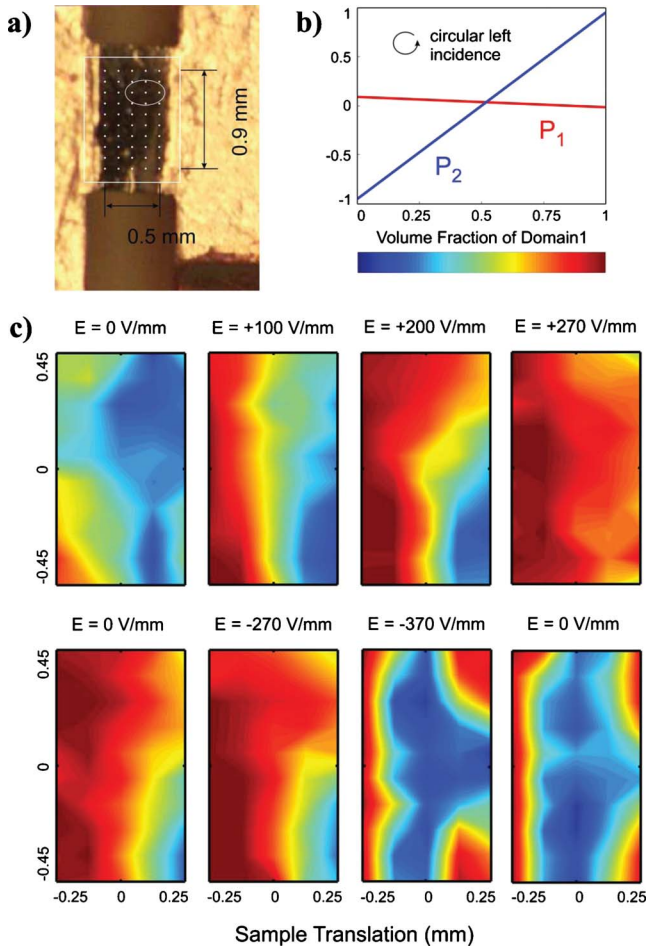 a)
0.9 mm
0.5 mm
b)
1
0.5
0
-0.5
-1
circular left
incidence
P1
P2
0 0.25 0.5 0.75 1
Volume Fraction of Domain1
c)
E = 0 V/mm E = +100 V/mm E = +200 V/mm E = +270 V/mm
0.45
0
-0.45
E = 0 V/mm E = -270 V/mm E = -370 V/mm E = 0 V/mm
0.45
0
-0.45
-0.25 0 0.25 -0.25 0 0.25 -0.25 0 0.25 -0.25 0 0.25
Sample Translation (mm)